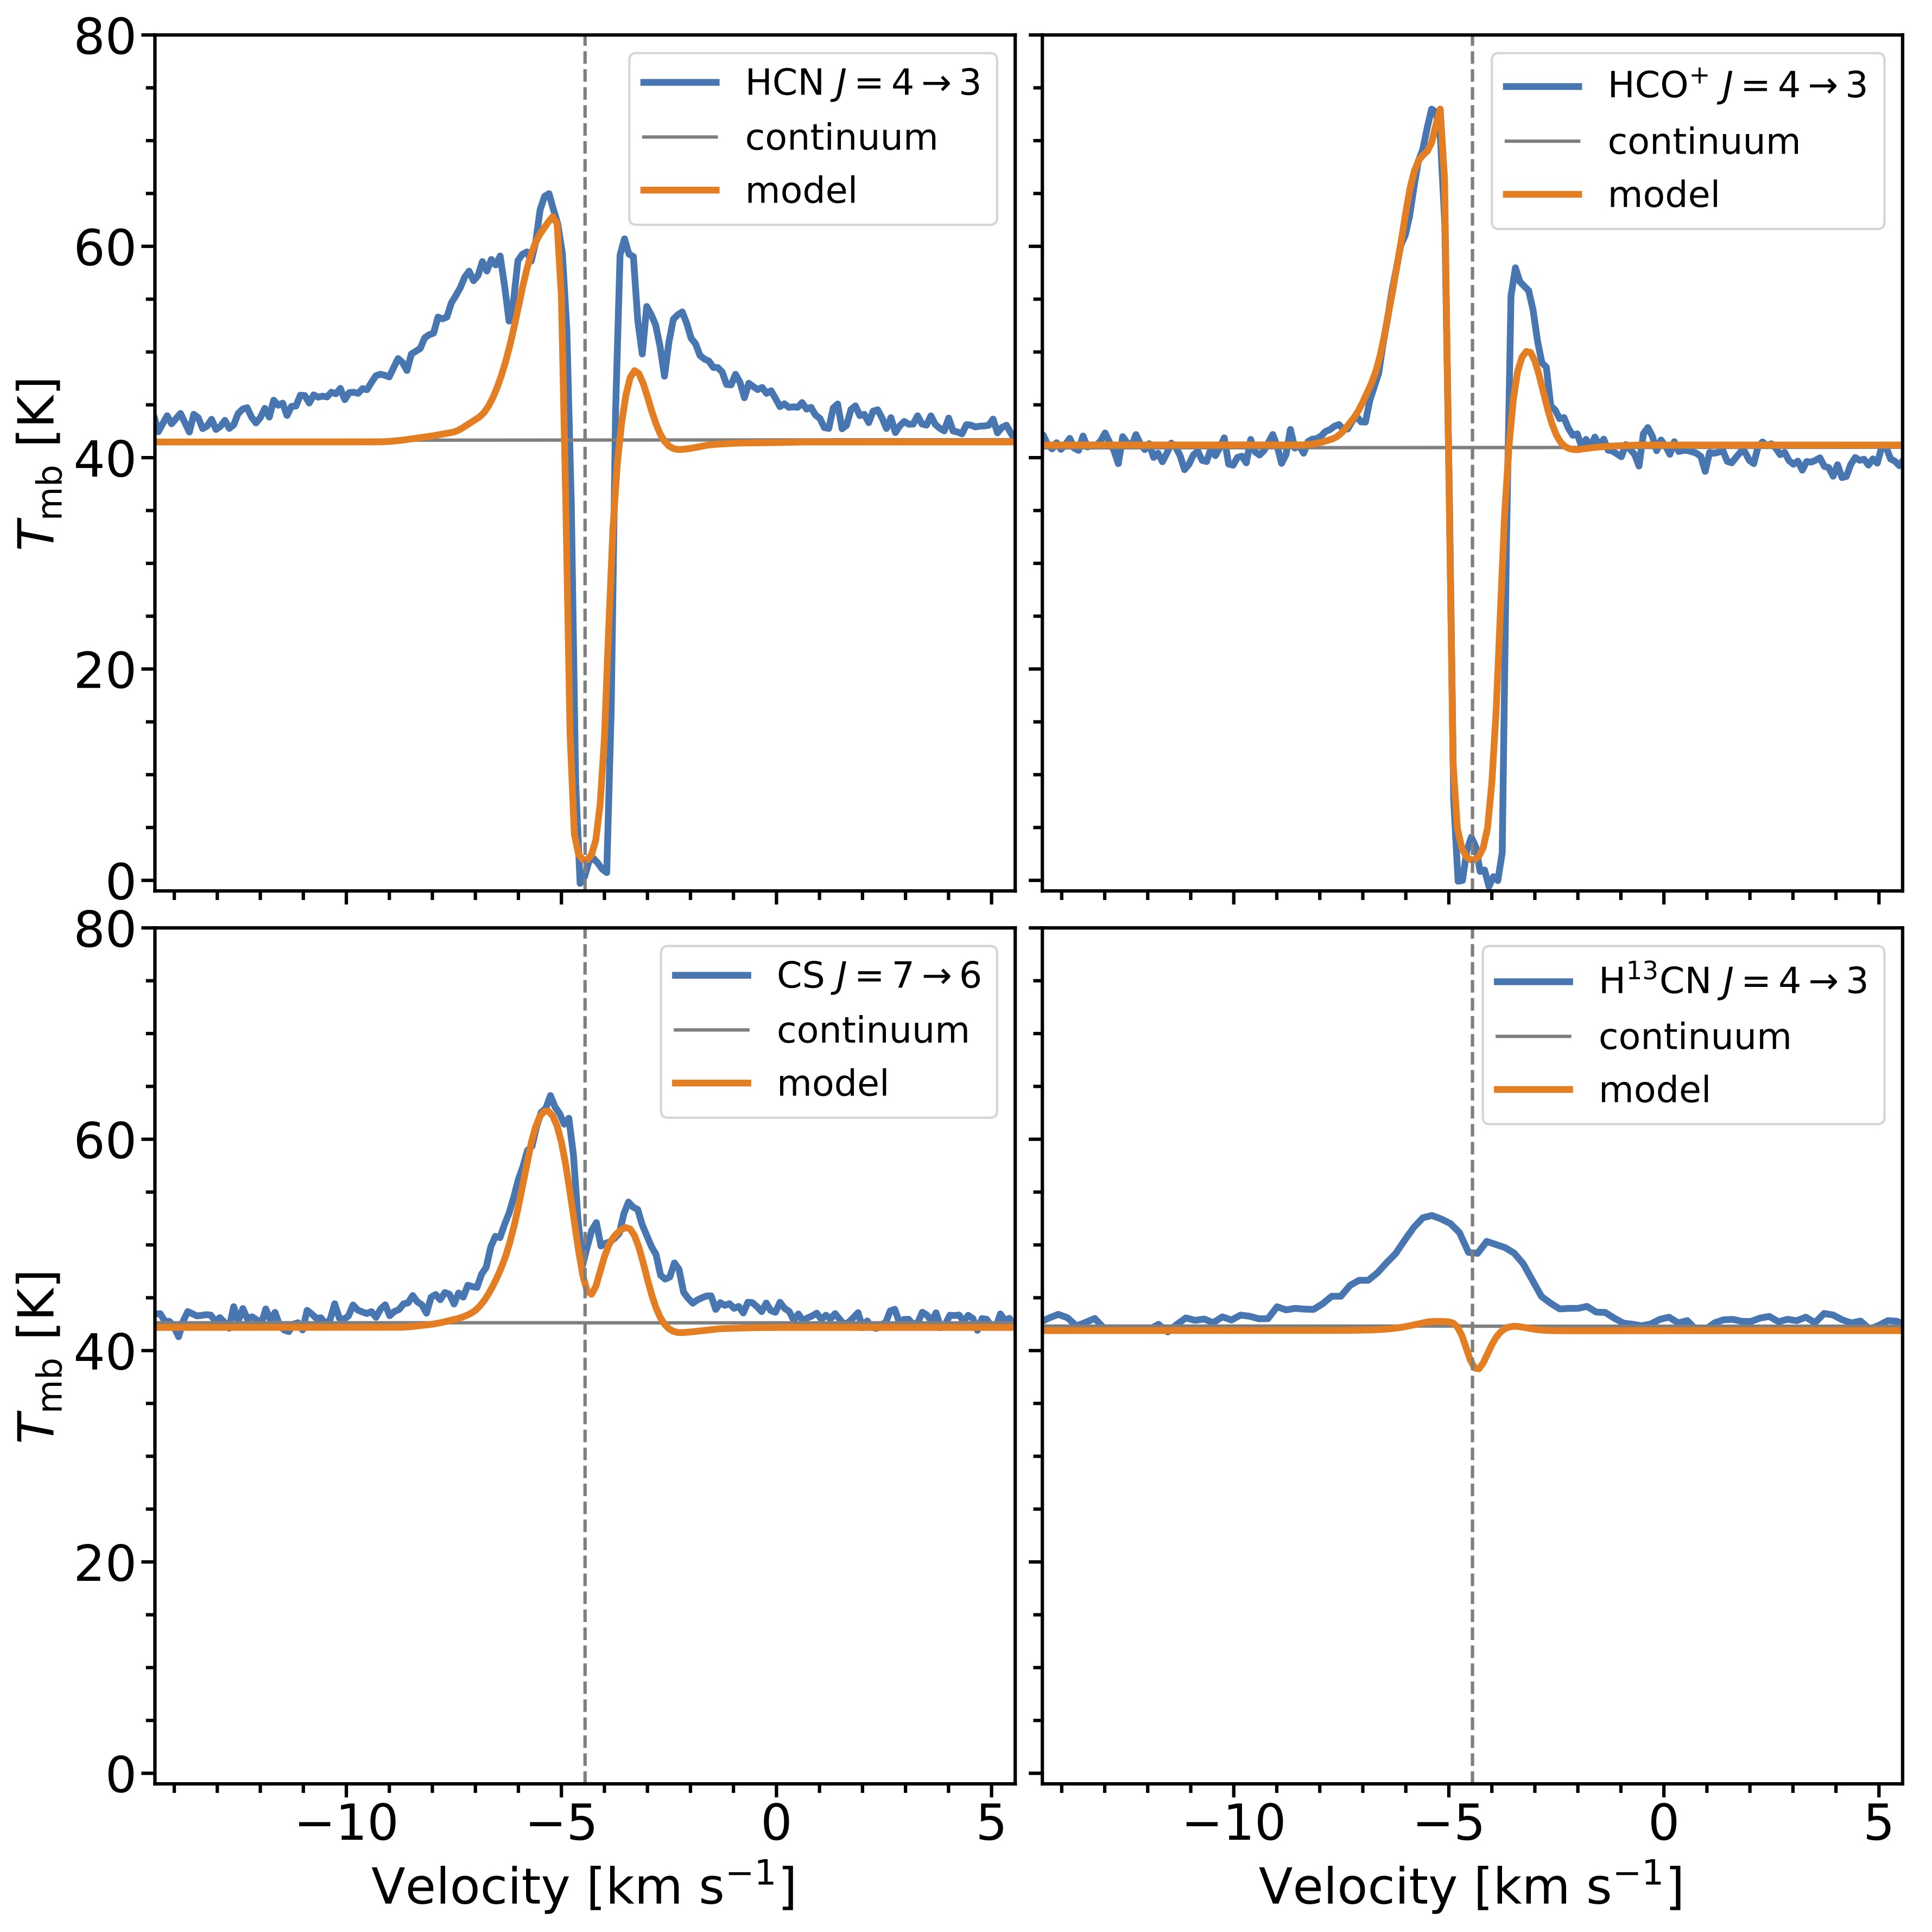 80
60
40
20
0
T_mb [K]
HCN J = 4 → 3
continuum
model
HCO⁺ J = 4 → 3
continuum
model
80
60
40
20
0
T_mb [K]
CS J = 7 → 6
continuum
model
H¹³CN J = 4 → 3
continuum
model
−10 −5 0 5
−10 −5 0 5
Velocity [km s⁻¹]
Velocity [km s⁻¹]